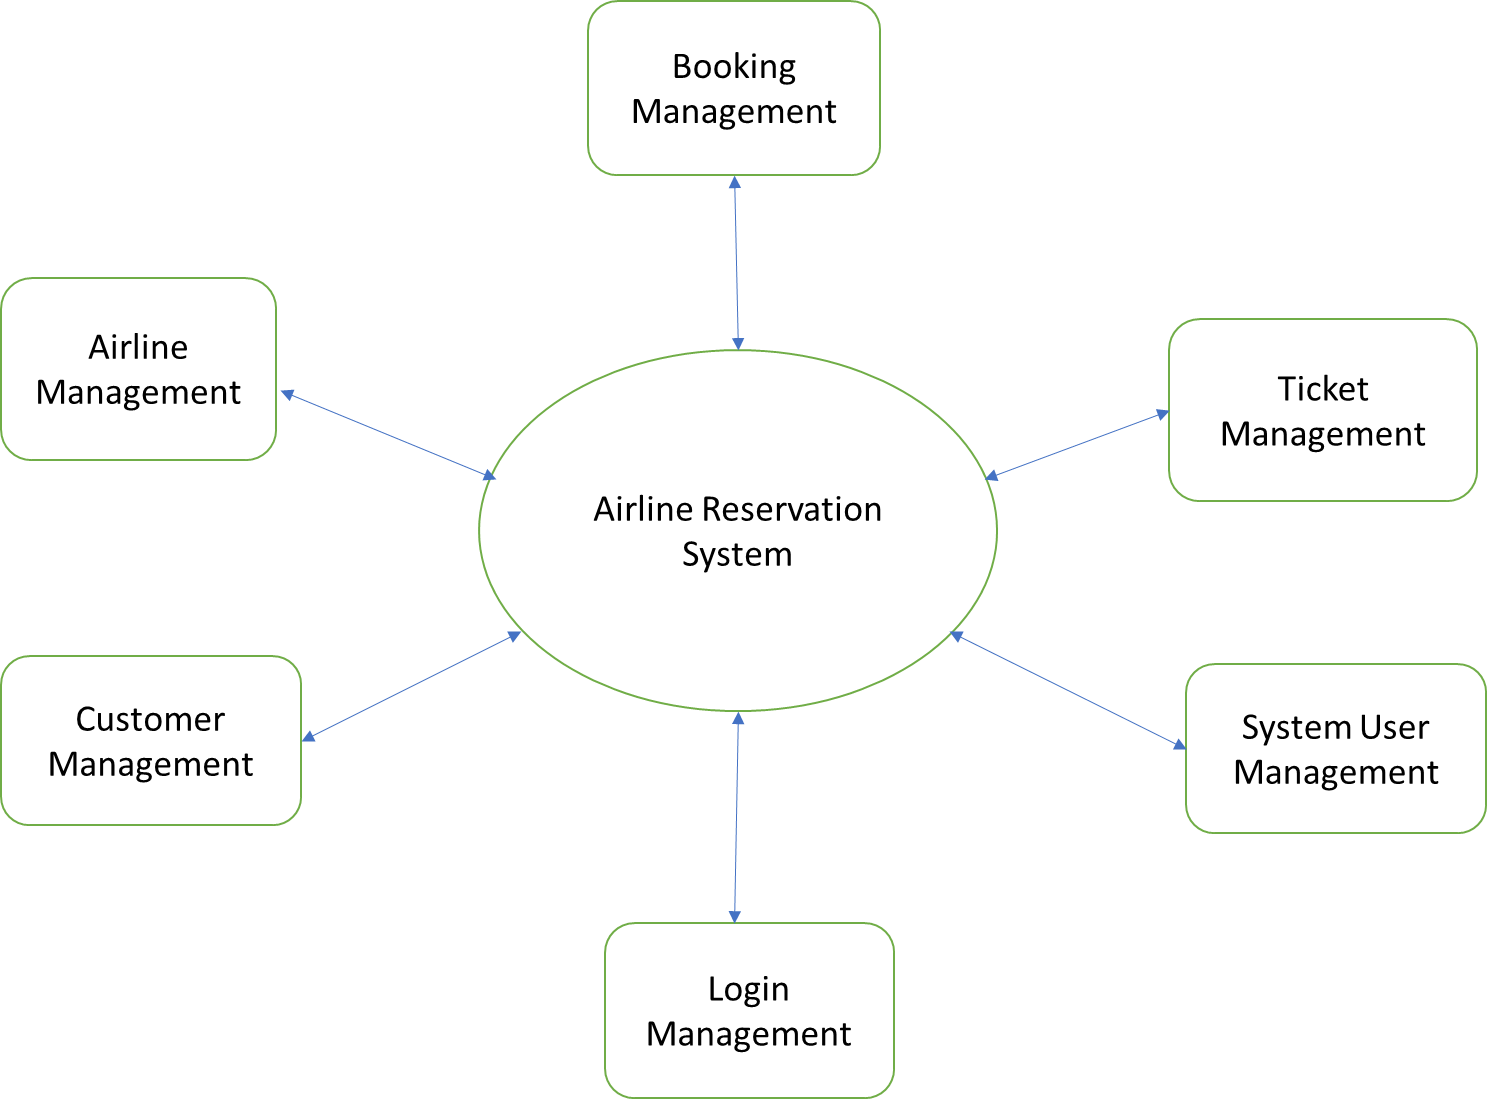 Booking
Management
Airline
Management
Ticket
Management
Airline Reservation
System
Customer
Management
System User
Management
Login
Management